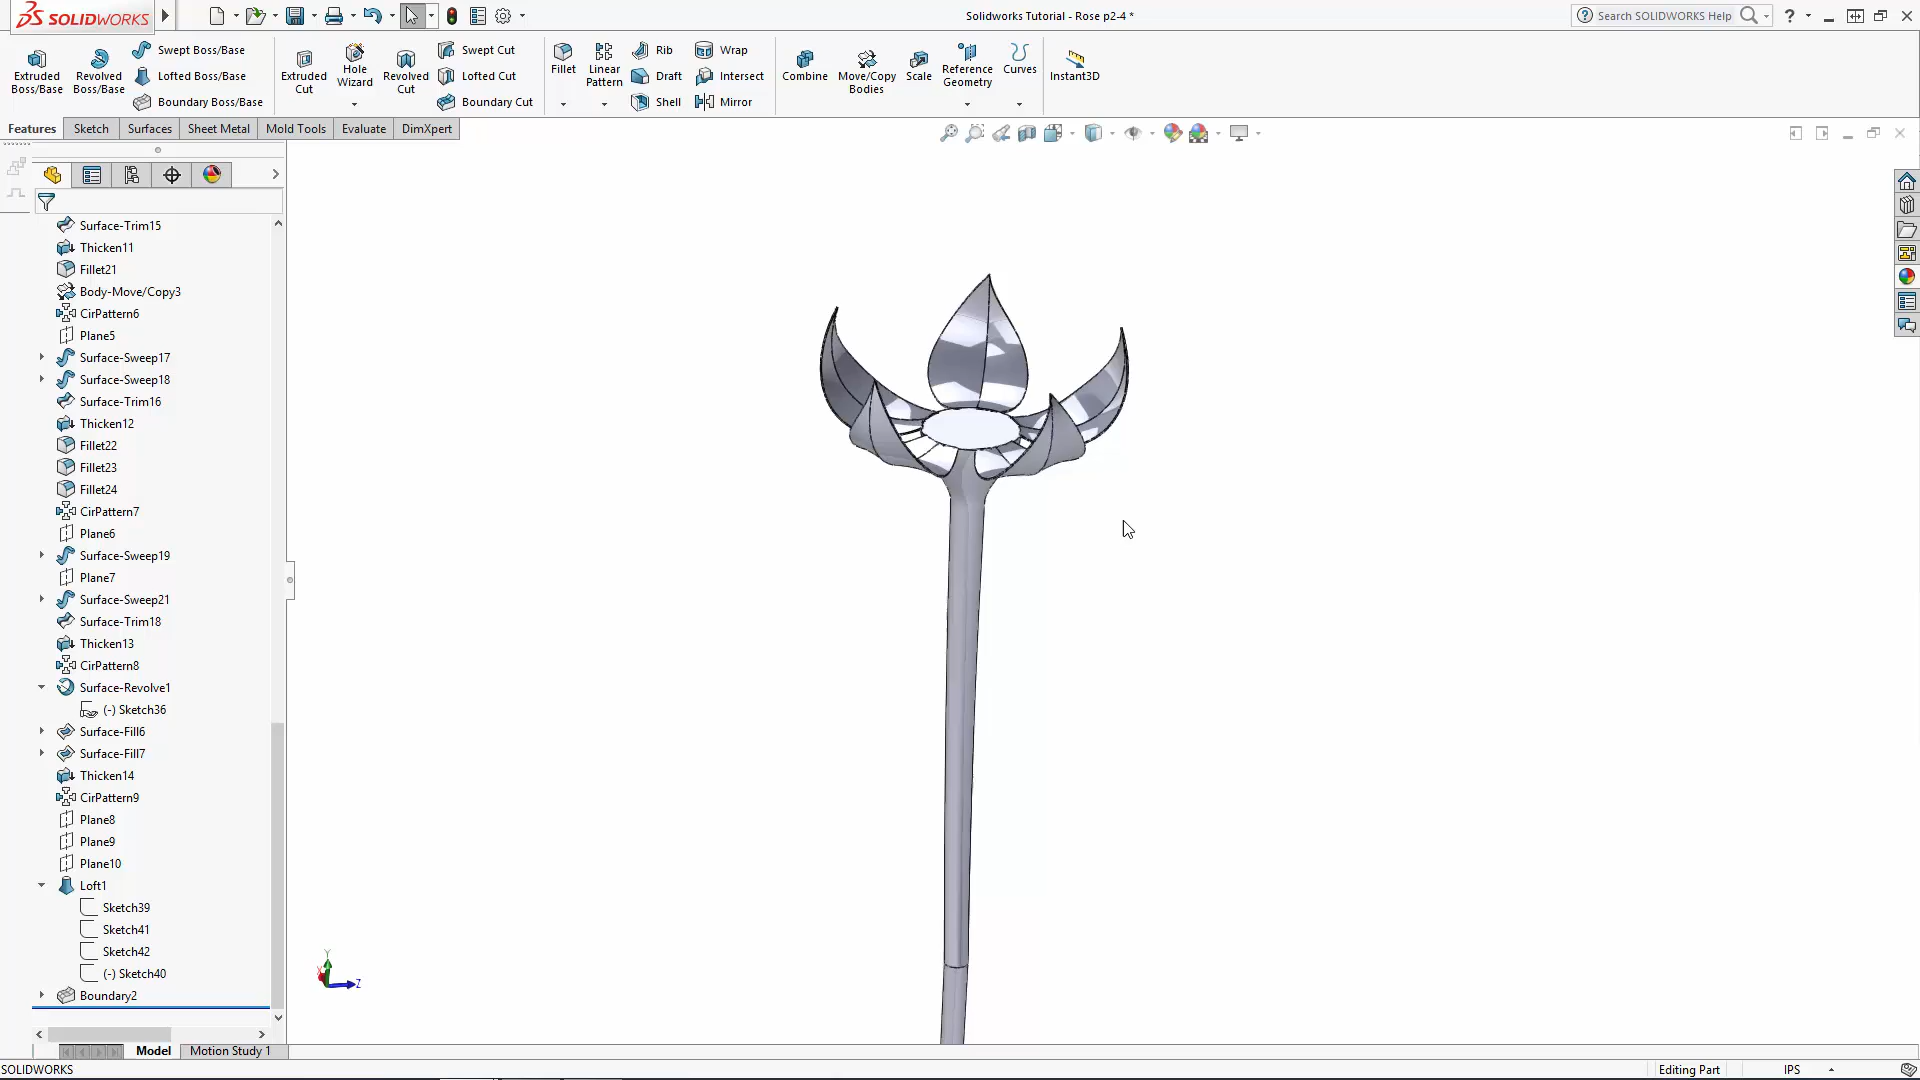 SOLIDWORKS
Solidworks Tutorial - Rose p2-4 *
Search SOLIDWORKS Help
Extruded Boss/Base
Revolved Boss/Base
Swept Boss/Base
Lofted Boss/Base
Boundary Boss/Base
Extruded Cut
Hole Wizard
Revolved Cut
Swept Cut
Lofted Cut
Boundary Cut
Fillet
Linear Pattern
Rib
Draft
Shell
Wrap
Intersect
Mirror
Combine
Move/Copy Bodies
Scale
Reference Geometry
Curves
Instant3D
Features
Sketch
Surfaces
Sheet Metal
Mold Tools
Evaluate
DimXpert
Surface-Trim15
Thicken11
Fillet21
Body-Move/Copy3
CirPattern6
Plane5
Surface-Sweep17
Surface-Sweep18
Surface-Trim16
Thicken12
Fillet22
Fillet23
Fillet24
CirPattern7
Plane6
Surface-Sweep19
Plane7
Surface-Sweep21
Surface-Trim18
Thicken13
CirPattern8
Surface-Revolve1
(-) Sketch36
Surface-Fill6
Surface-Fill7
Thicken14
CirPattern9
Plane8
Plane9
Plane10
Loft1
Sketch39
Sketch41
Sketch42
(-) Sketch40
Boundary2
Y
X
Z
Model
Motion Study 1
SOLIDWORKS
Editing Part
IPS